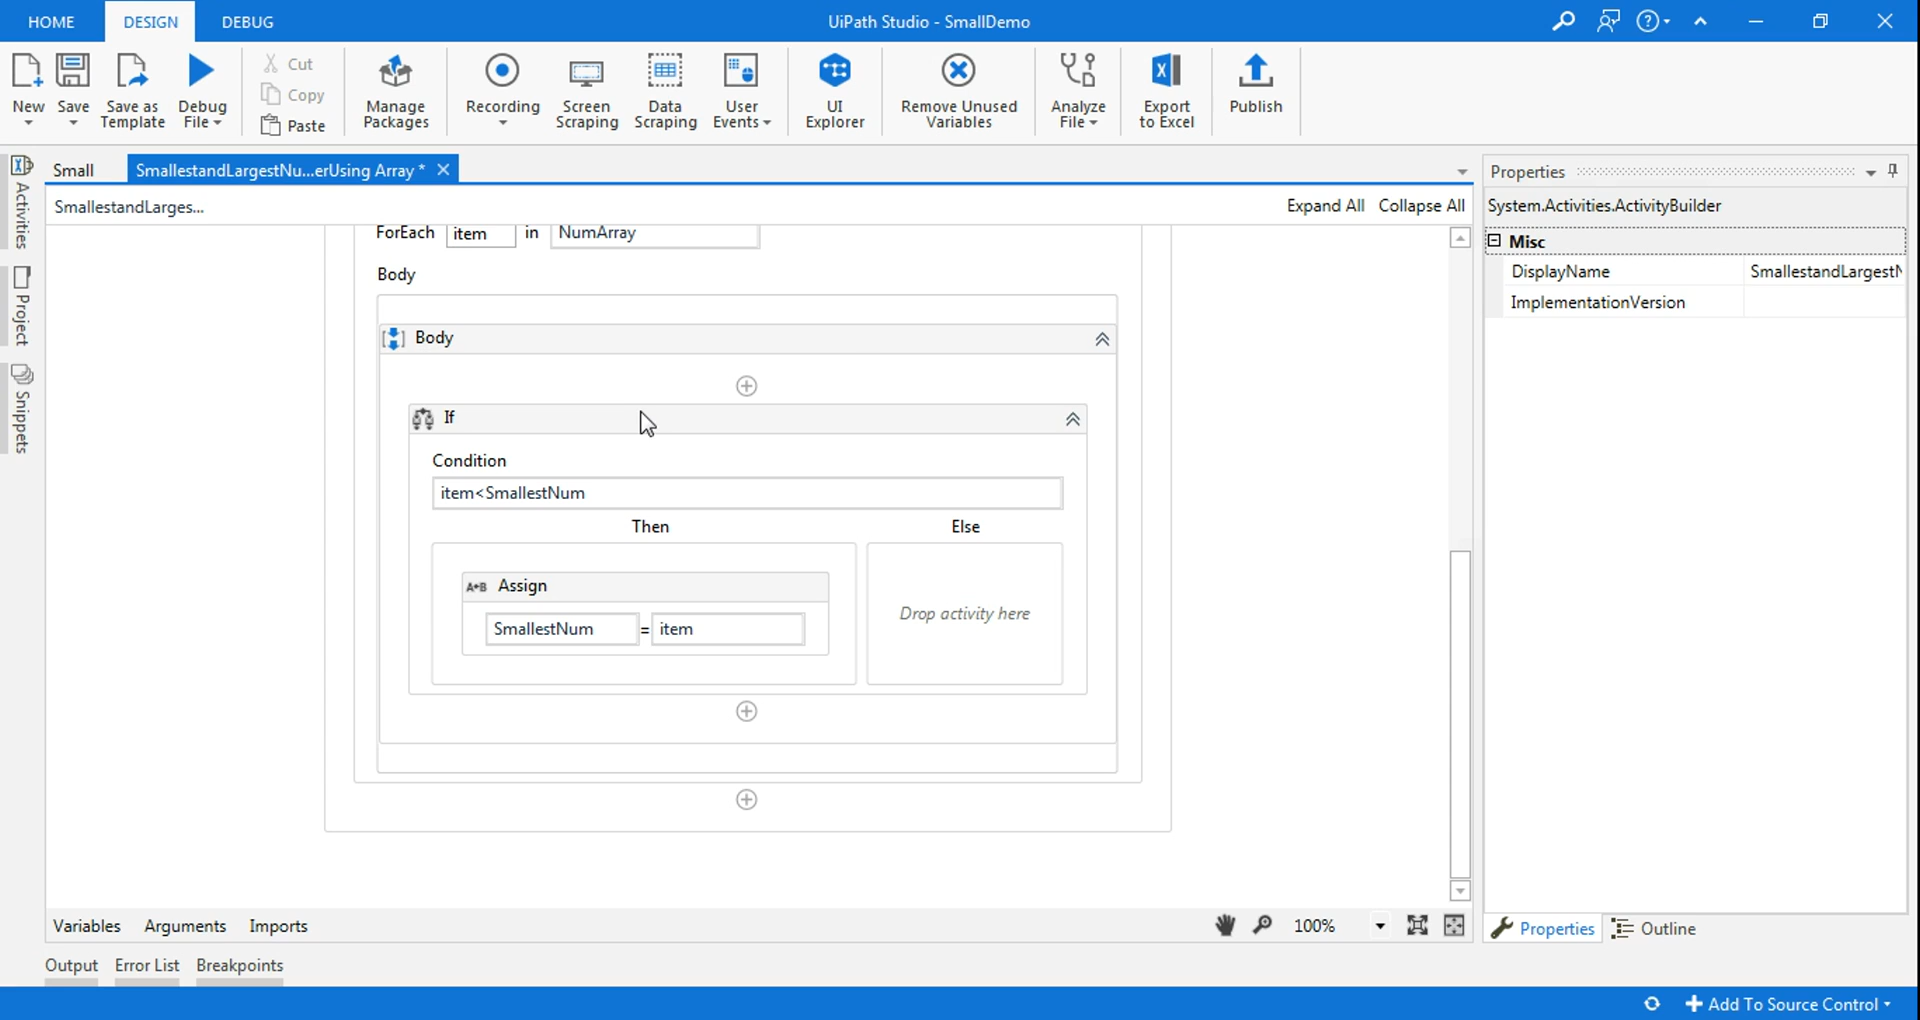 HOME DESIGN DEBUG UiPath Studio - SmallDemo
New Save Save as Template Debug File Cut Copy Paste Manage Packages Recording Screen Scraping Data Scraping User Events UI Explorer Remove Unused Variables Analyze File Export to Excel Publish
Small SmallestandLargestNu...erUsing Array * Properties
SmallestandLarges... Expand All Collapse All System.Activities.ActivityBuilder
Activities
Project
Snippets
ForEach item in NumArray
Body
Body
If
Condition
item<SmallestNum
Then Else
A+B Assign
SmallestNum = item
Drop activity here
Misc
DisplayName SmallestandLargestN
ImplementationVersion
Variables Arguments Imports 100% Properties Outline
Output Error List Breakpoints
Add To Source Control